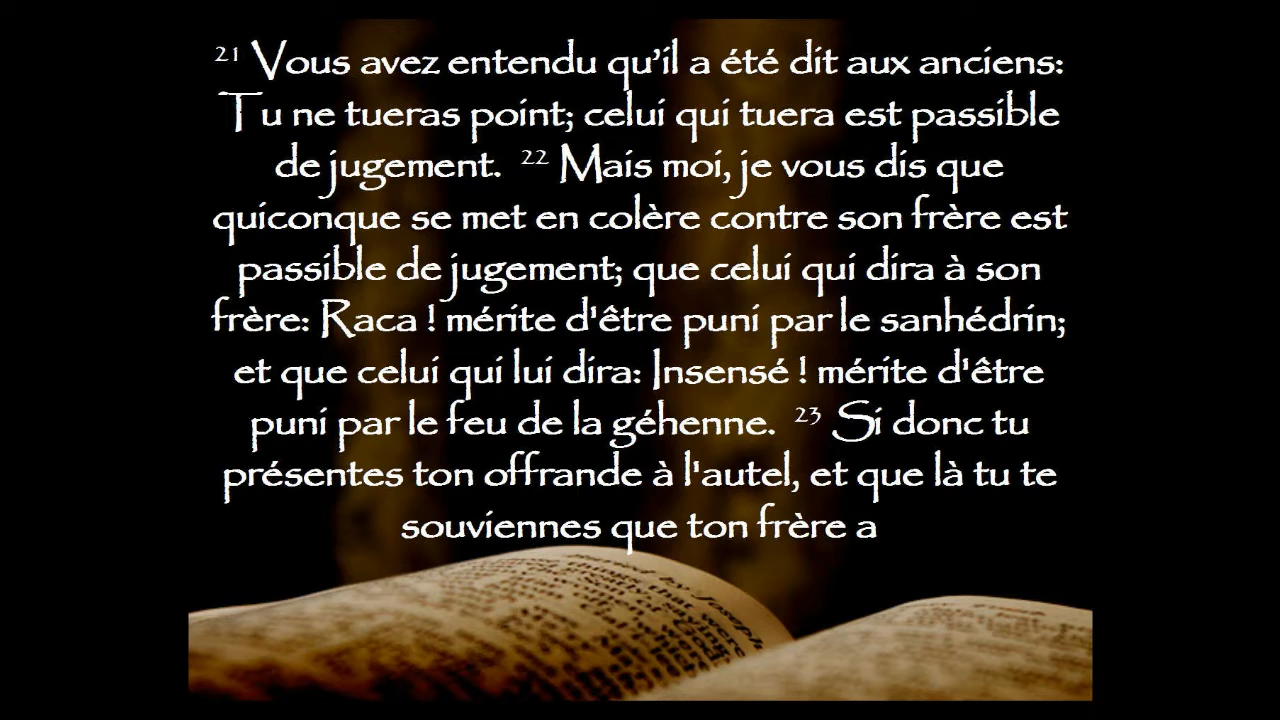 21 Vous avez entendu qu’il a été dit aux anciens:
Tu ne tueras point; celui qui tuera est passible
de jugement. 22 Mais moi, je vous dis que
quiconque se met en colère contre son frère est
passible de jugement; que celui qui dira à son
frère: Raca ! mérite d'être puni par le sanhédrin;
et que celui qui lui dira: Insensé ! mérite d'être
puni par le feu de la géhenne. 23 Si donc tu
présentes ton offrande à l'autel, et que là tu te
souviennes que ton frère a
by Joseph
that were